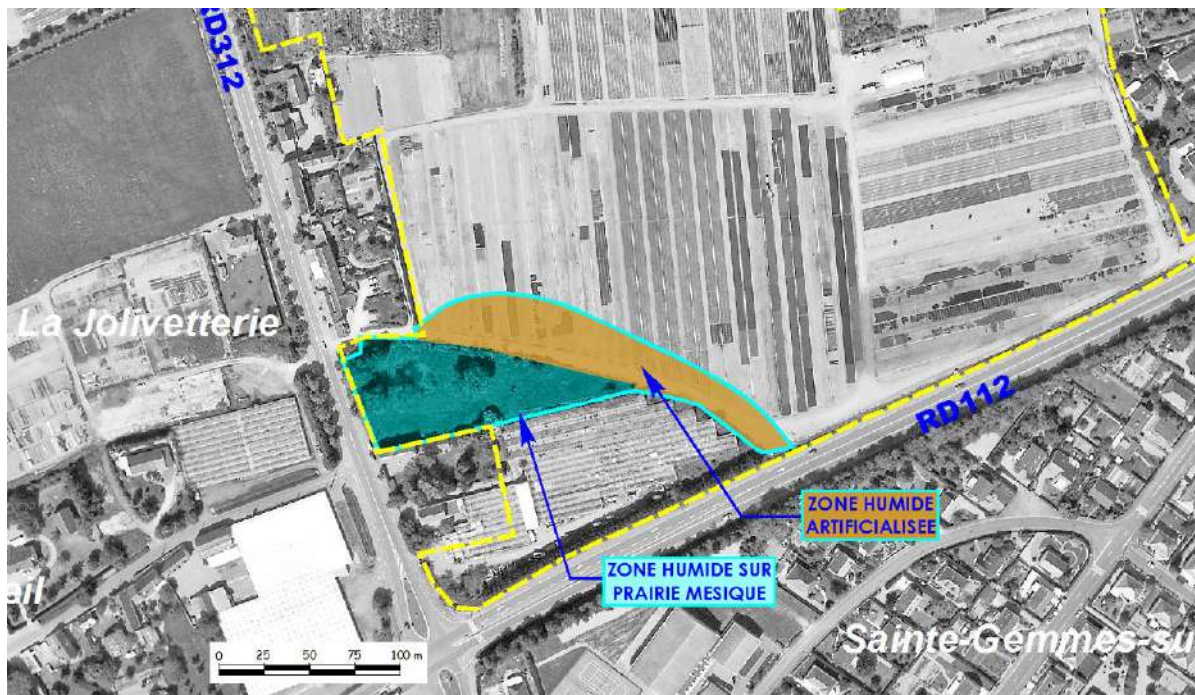 RD312
La Jolivetterie
RD112
ZONE HUMIDE
ARTIFICIALISEE
ZONE HUMIDE SUR
PRAIRIE MESIQUE
oil
Sainte-Gemmes-su
0 25 50 75 100 m